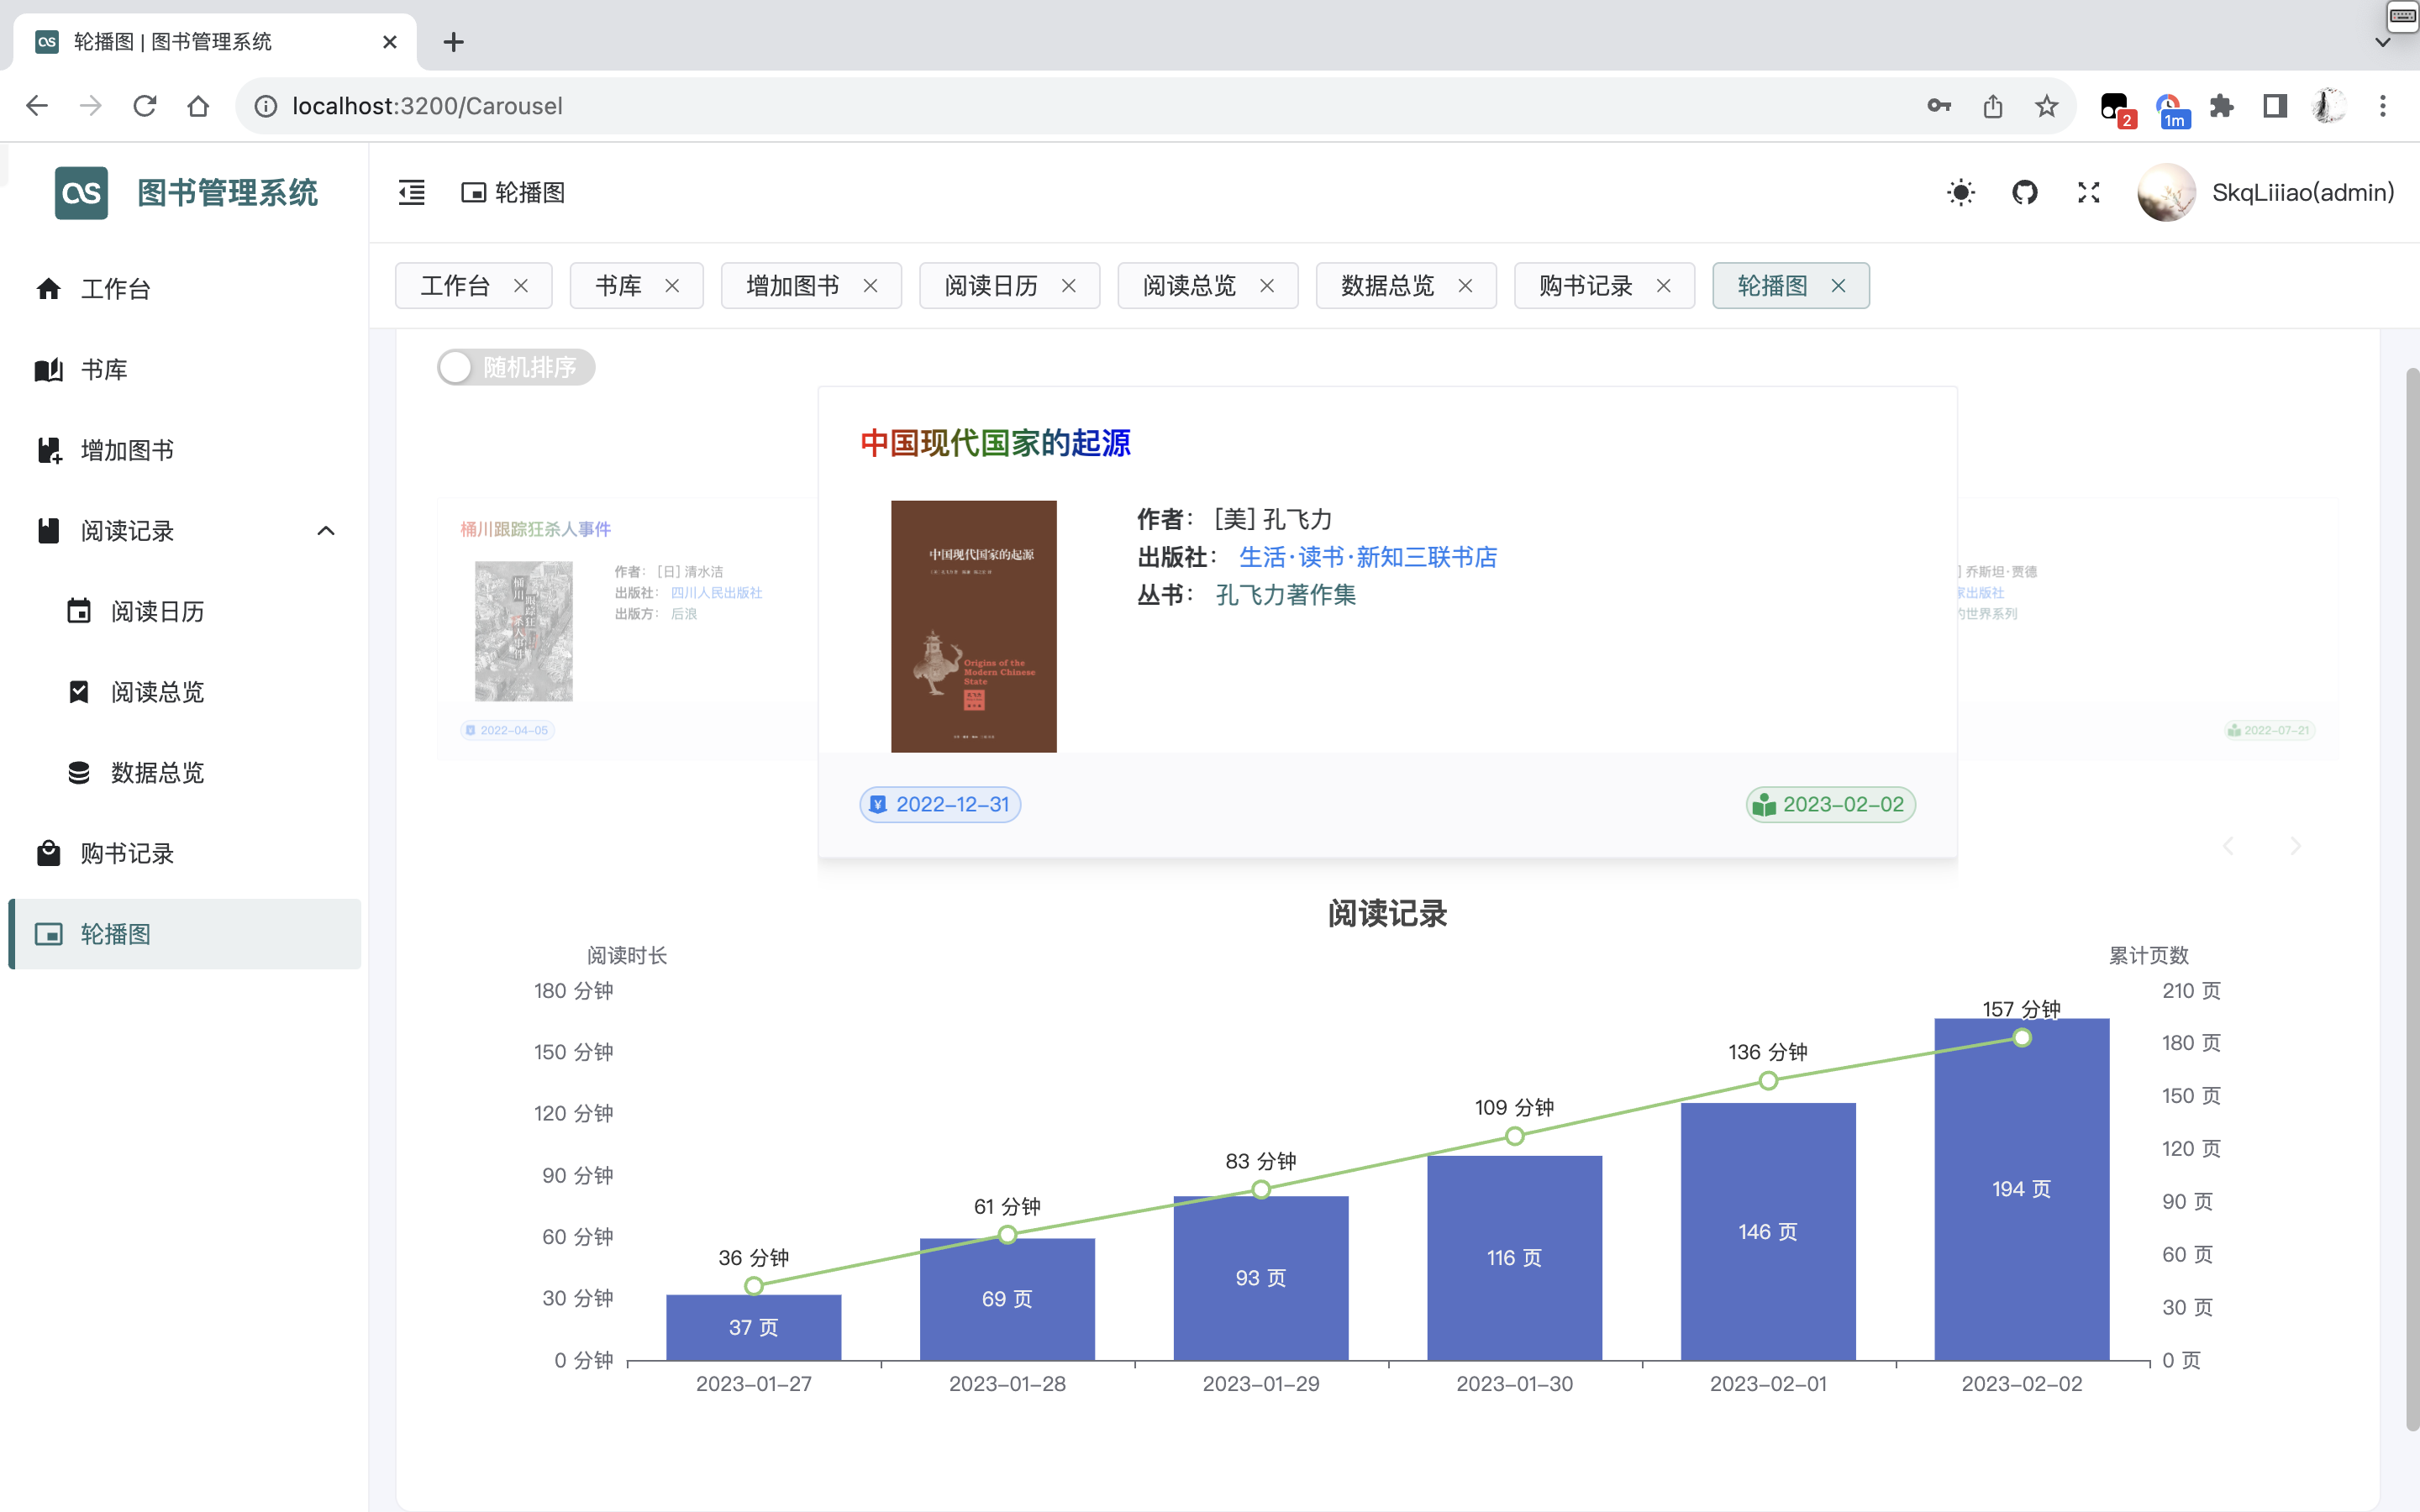 轮播图 | 图书管理系统
localhost:3200/Carousel
2
1m
图书管理系统
轮播图
SkqLiiiao(admin)
工作台
书库
增加图书
阅读记录
阅读日历
阅读总览
数据总览
购书记录
轮播图
工作台 书库 增加图书 阅读日历 阅读总览 数据总览 购书记录 轮播图
随机排序
桶川跟踪狂杀人事件
作者： [日] 清水洁
出版社： 四川人民出版社
出版方： 后浪
桶川
跟踪狂
杀人事件
2022-04-05
中国现代国家的起源
中国现代国家的起源
Origins of the
Modern Chinese
State
作者： [美] 孔飞力
出版社： 生活·读书·新知三联书店
丛书： 孔飞力著作集
2022-12-31
2023-02-02
] 乔斯坦·贾德
家出版社
的世界系列
2022-07-21
阅读记录
阅读时长
累计页数
180 分钟
150 分钟
120 分钟
90 分钟
60 分钟
30 分钟
0 分钟
36 分钟
61 分钟
83 分钟
109 分钟
136 分钟
157 分钟
37 页
69 页
93 页
116 页
146 页
194 页
210 页
180 页
150 页
120 页
90 页
60 页
30 页
0 页
2023-01-27
2023-01-28
2023-01-29
2023-01-30
2023-02-01
2023-02-02